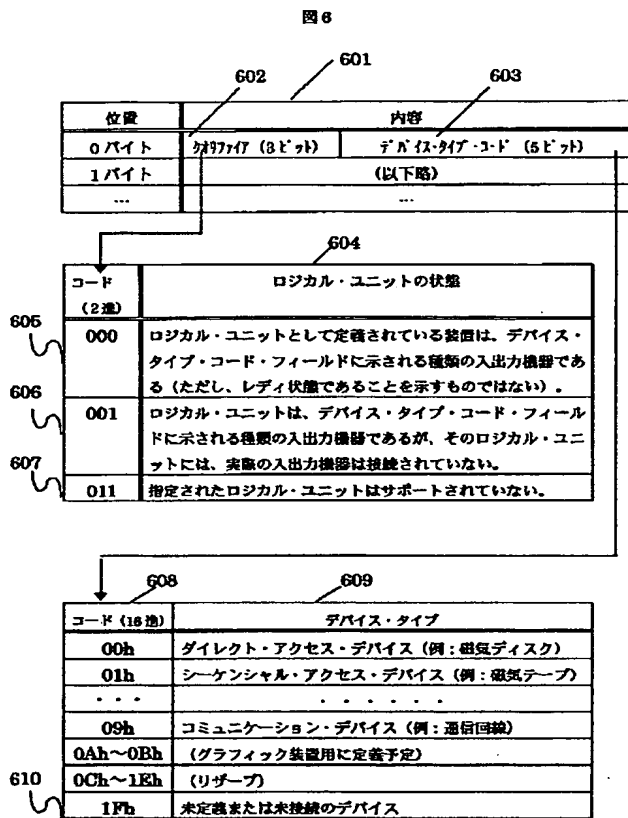 図6
602
601
603
位置 内容
0バイト クオリファイア (3ビット) デバイス・タイプ・コード (5ビット)
1バイト (以下略)
... ...
604
コード ロジカル・ユニットの状態
(2進)
605
000 ロジカル・ユニットとして定義されている装置は、デバイス・
タイプ・コード・フィールドに示される種類の入出力機器であ
る(ただし、レディ状態であることを示すものではない)。
606
001 ロジカル・ユニットは、デバイス・タイプ・コード・フィール
ドに示される種類の入出力機器であるが、そのロジカル・ユニ
ットには、実際の入出力機器は接続されていない。
607
011 指定されたロジカル・ユニットはサポートされていない。
608
609
コード (16進) デバイス・タイプ
00h ダイレクト・アクセス・デバイス (例:磁気ディスク)
01h シーケンシャル・アクセス・デバイス (例:磁気テープ)
・・・ ・・・・・・
09h コミュニケーション・デバイス (例:通信回線)
0Ah～0Bh (グラフィック装置用に定義予定)
0Ch～1Eh (リザーブ)
610
1Fh 未定義または未接続のデバイス